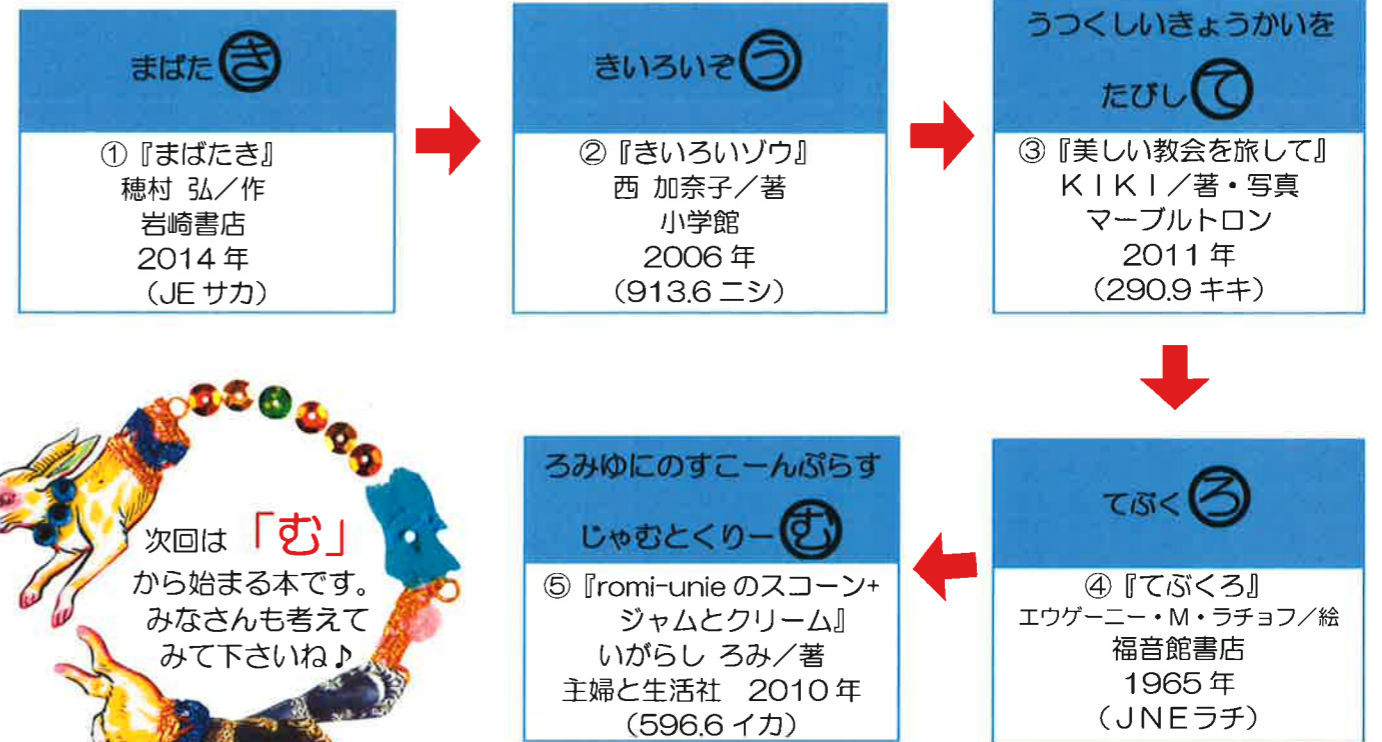 まばたき
①『まばたき』
穂村 弘／作
岩崎書店
2014年
（JE サカ）
きいろいぞう
②『きいろいゾウ』
西 加奈子／著
小学館
2006年
（913.6 ニシ）
うつくしいきょうかいを
たびして
③『美しい教会を旅して』
KIKI／著・写真
マーブルトロン
2011年
（290.9 キキ）
てぶくろ
④『てぶくろ』
エウゲーニー・M・ラチョフ／絵
福音館書店
1965年
（JNEラチ）
ろみゆにのすこーんぷらす
じゃむとくりーむ
⑤『romi-unie のスコーン+
ジャムとクリーム』
いがらし ろみ／著
主婦と生活社　2010年
（596.6 イカ）
次回は「む」
から始まる本です。
みなさんも考えて
みて下さいね♪